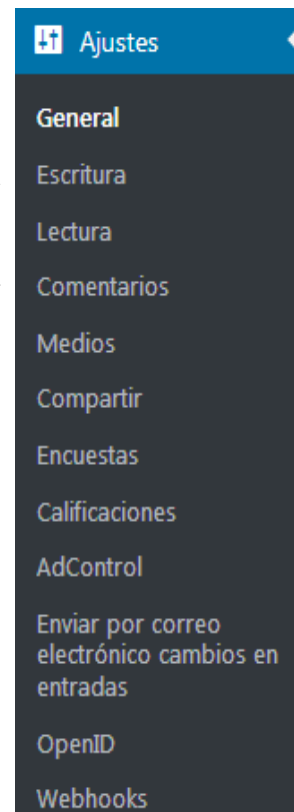 Ajustes
General
Escritura
Lectura
Comentarios
Medios
Compartir
Encuestas
Calificaciones
AdControl
Enviar por correo
electrónico cambios en
entradas
OpenID
Webhooks